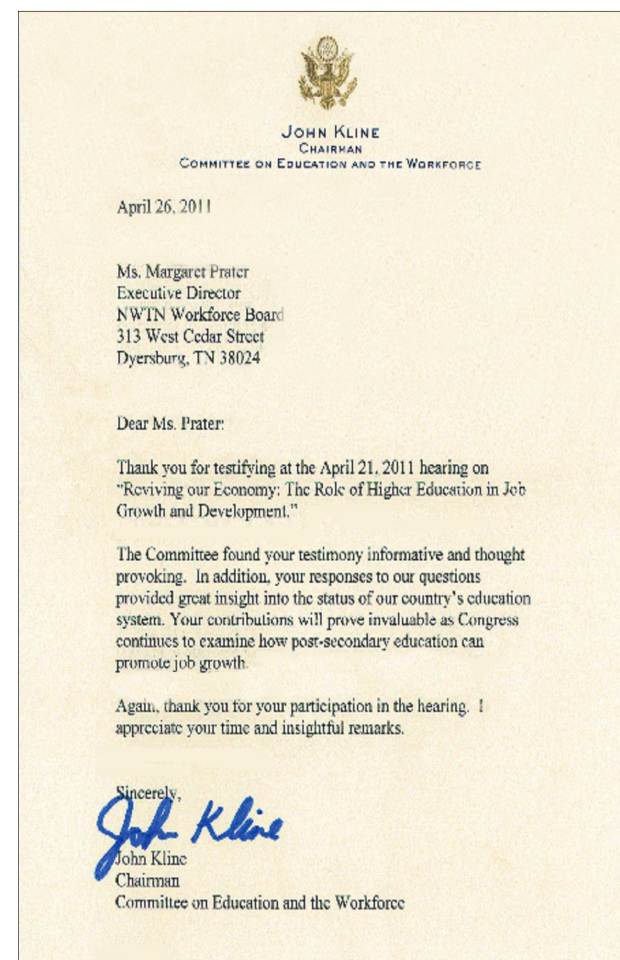 JOHN KLINE
CHAIRMAN
COMMITTEE ON EDUCATION AND THE WORKFORCE
April 26, 2011
Ms. Margaret Prater
Executive Director
NWTN Workforce Board
313 West Cedar Street
Dyersburg, TN 38024
Dear Ms. Prater:
Thank you for testifying at the April 21, 2011 hearing on
“Reviving our Economy: The Role of Higher Education in Job
Growth and Development.”
The Committee found your testimony informative and thought
provoking. In addition, your responses to our questions
provided great insight into the status of our country’s education
system. Your contributions will prove invaluable as Congress
continues to examine how post-secondary education can
promote job growth.
Again, thank you for your participation in the hearing. I
appreciate your time and insightful remarks.
Sincerely,
John Kline
John Kline
Chairman
Committee on Education and the Workforce